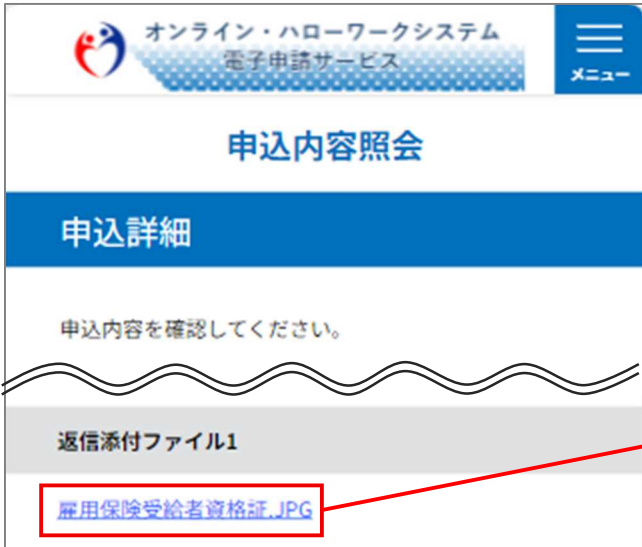 オンライン・ハローワークシステム
電子申請サービス
メニュー
申込内容照会
申込詳細
申込内容を確認してください。
返信添付ファイル1
雇用保険受給者資格証.JPG